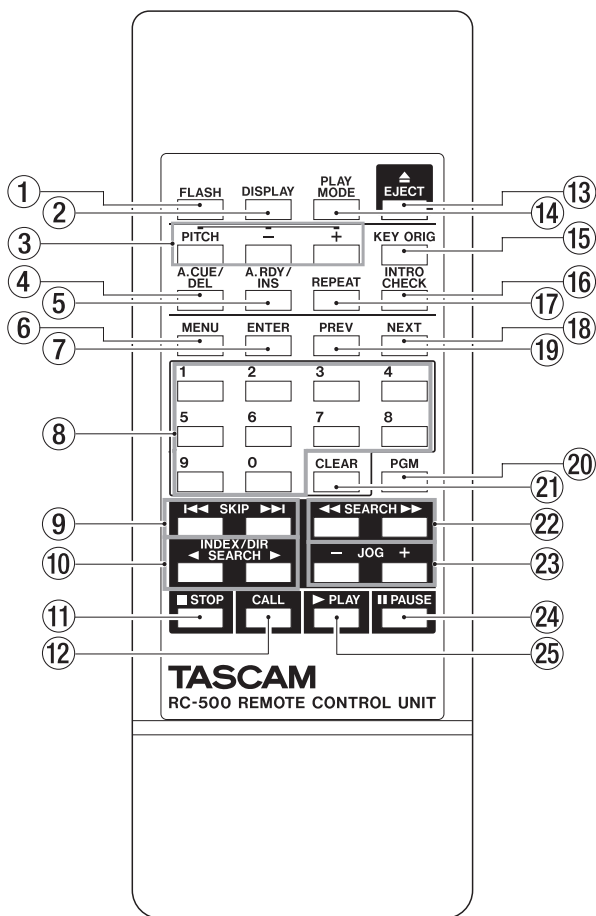 FLASH DISPLAY PLAY MODE EJECT
1 2 13 14
3 PITCH − + KEY ORIG 15
4 A.CUE/DEL A.RDY/INS REPEAT INTRO CHECK 16
5 17
6 MENU ENTER PREV NEXT 18
7 19
1 2 3 4
8 5 6 7 8
9 0 CLEAR PGM 20
21
9 SKIP SEARCH 22
10 INDEX/DIR SEARCH − JOG + 23
11 STOP CALL PLAY PAUSE 24
12 25
TASCAM
RC-500 REMOTE CONTROL UNIT